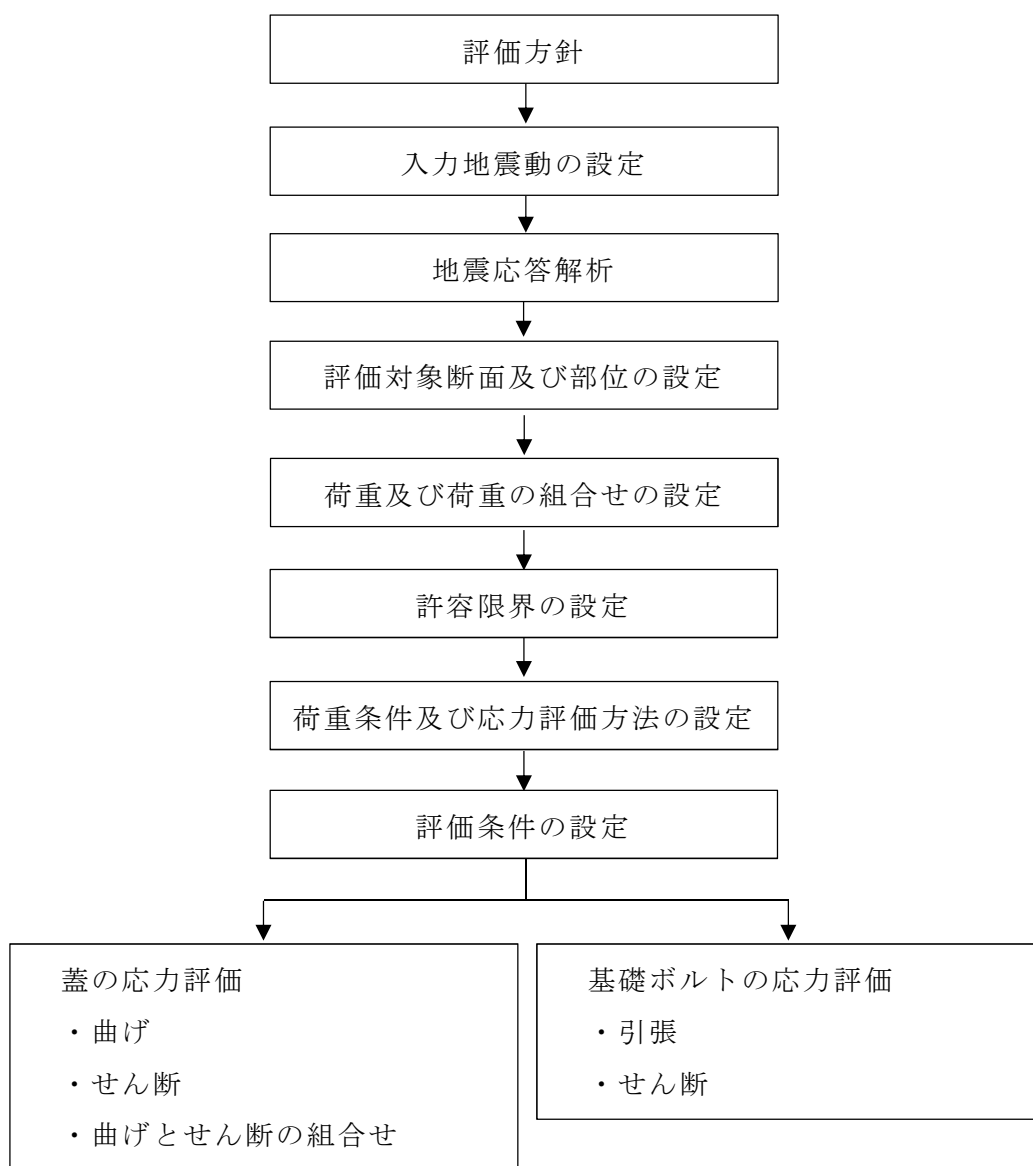 評価方針
入力地震動の設定
地震応答解析
評価対象断面及び部位の設定
荷重及び荷重の組合せの設定
許容限界の設定
荷重条件及び応力評価方法の設定
評価条件の設定
蓋の応力評価
・曲げ
・せん断
・曲げとせん断の組合せ
基礎ボルトの応力評価
・引張
・せん断